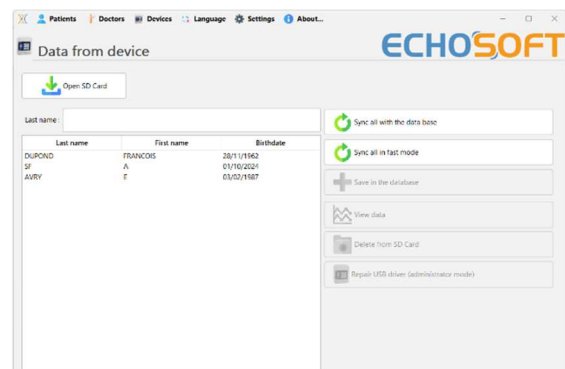 Patients Doctors Devices Language Settings About...
Data from device
ECHOSOFT
Open SD Card
Last name :
Sync all with the data base
Sync all in fast mode
Save in the database
View data
Delete from SD Card
Repair USB driver (administrator mode)
Last name First name Birthdate
DUPOND FRANCOIS 28/11/1962
SF A 01/10/2024
AVRY E 03/02/1987